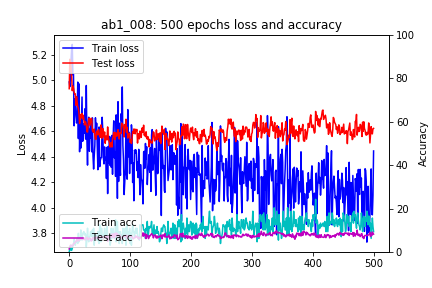 ab1_008: 500 epochs loss and accuracy
Train loss
Test loss
Train acc
Test acc
Loss
5.2
5.0
4.8
4.6
4.4
4.2
4.0
3.8
Accuracy
100
80
60
40
20
0
0 100 200 300 400 500